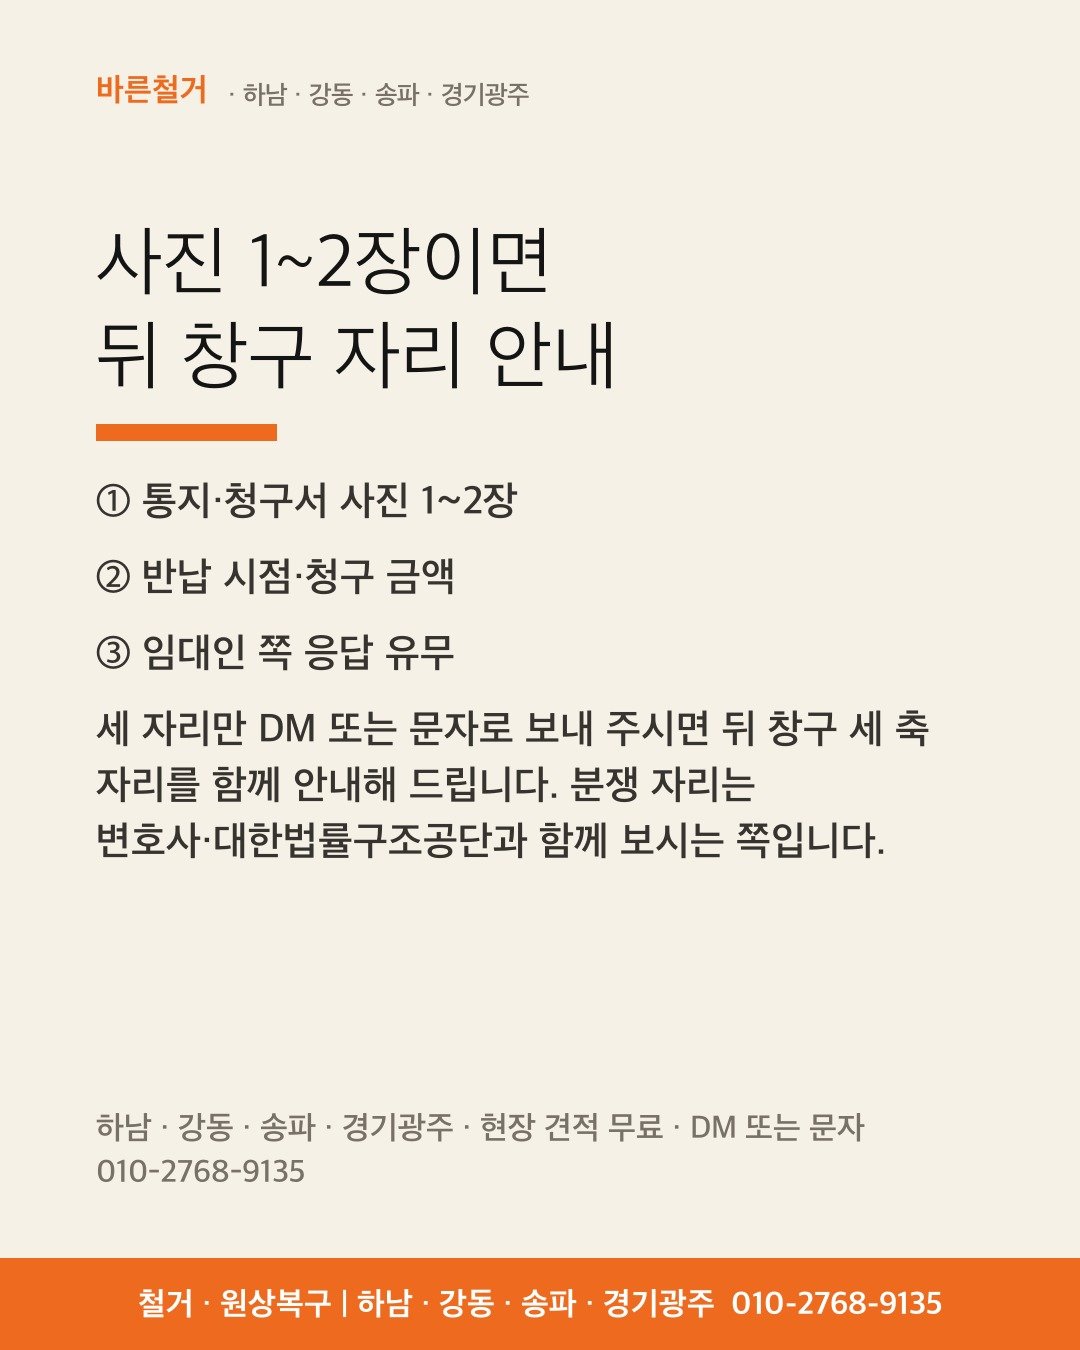 바른철거 · 하남 · 강동 · 송파 · 경기광주
사진 1~2장이면
뒤 창구 자리 안내
① 통지·청구서 사진 1~2장
② 반납 시점·청구 금액
③ 임대인 쪽 응답 유무
세 자리만 DM 또는 문자로 보내 주시면 뒤 창구 세 축
자리를 함께 안내해 드립니다. 분쟁 자리는
변호사·대한법률구조공단과 함께 보시는 쪽입니다.
하남 · 강동 · 송파 · 경기광주 · 현장 견적 무료 · DM 또는 문자
010-2768-9135
철거 · 원상복구 | 하남 · 강동 · 송파 · 경기광주 010-2768-9135